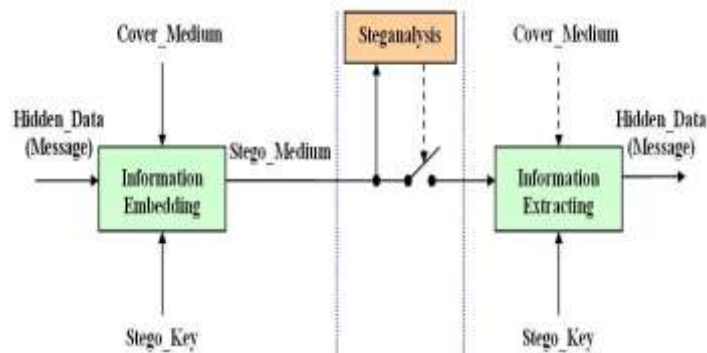 Cover_Medium
Steganalysis
Cover_Medium
Hidden_Data
(Message)
Stego_Medium
Information
Embedding
Information
Extracting
Hidden_Data
(Message)
Stego_Key
Stego_Key